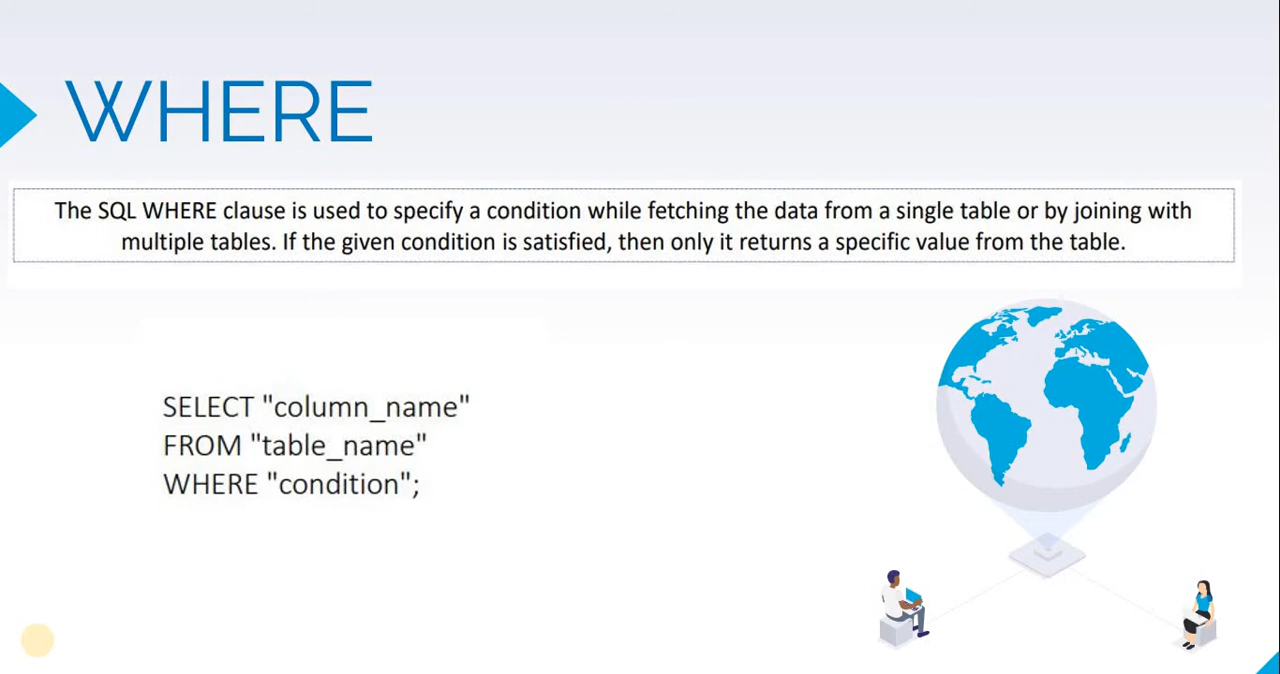 WHERE
The SQL WHERE clause is used to specify a condition while fetching the data from a single table or by joining with
multiple tables. If the given condition is satisfied, then only it returns a specific value from the table.
SELECT "column_name"
FROM "table_name"
WHERE "condition";